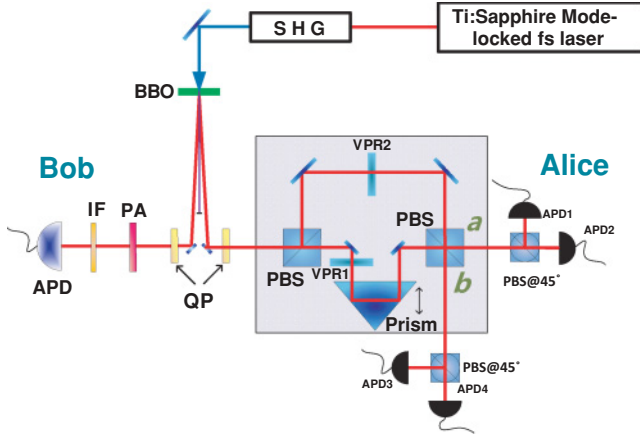 S H G
Ti:Sapphire Mode-
locked fs laser
BBO
Bob
VPR2
Alice
IF
PA
PBS
a
APD1
APD2
APD
QP
PBS
VPR1
b
PBS@45°
Prism
PBS@45°
APD3
APD4